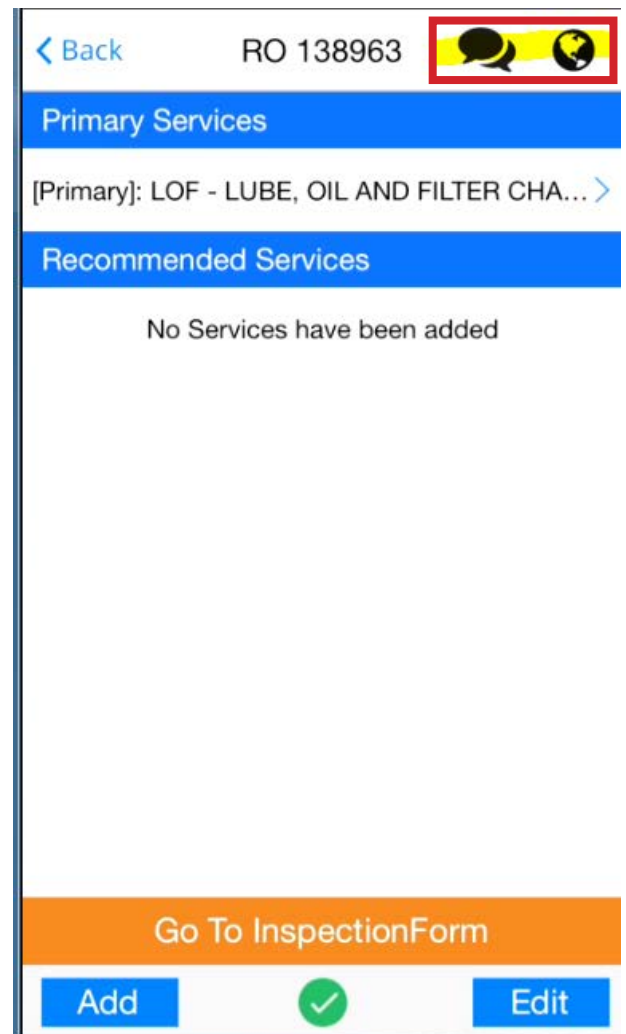 Back RO 138963
Primary Services
[Primary]: LOF - LUBE, OIL AND FILTER CHA...
Recommended Services
No Services have been added
Go To InspectionForm
Add Edit